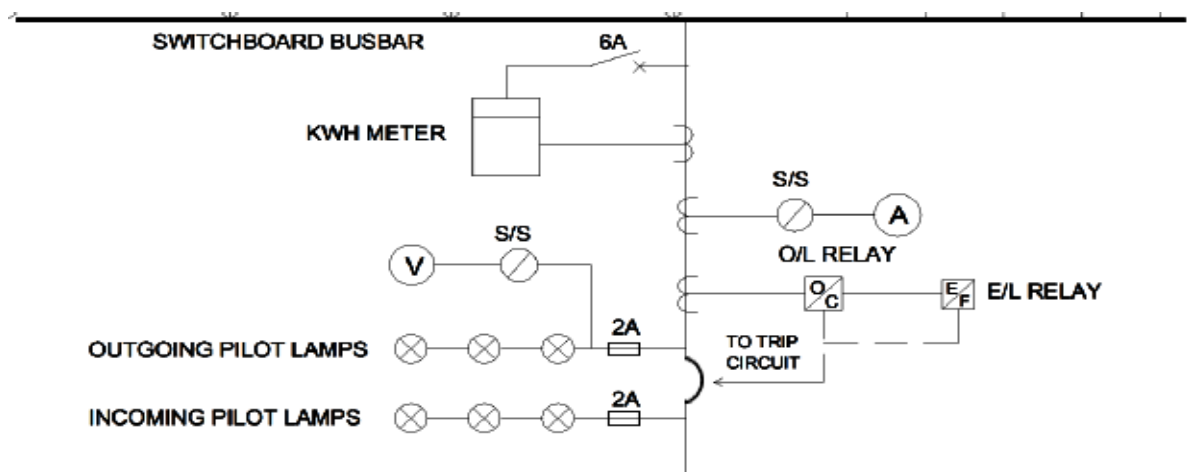 SWITCHBOARD BUSBAR
6A
KWH METER
S/S
A
S/S
V
O/L RELAY
O/C
E/F
E/L RELAY
2A
OUTGOING PILOT LAMPS
TO TRIP
CIRCUIT
2A
INCOMING PILOT LAMPS